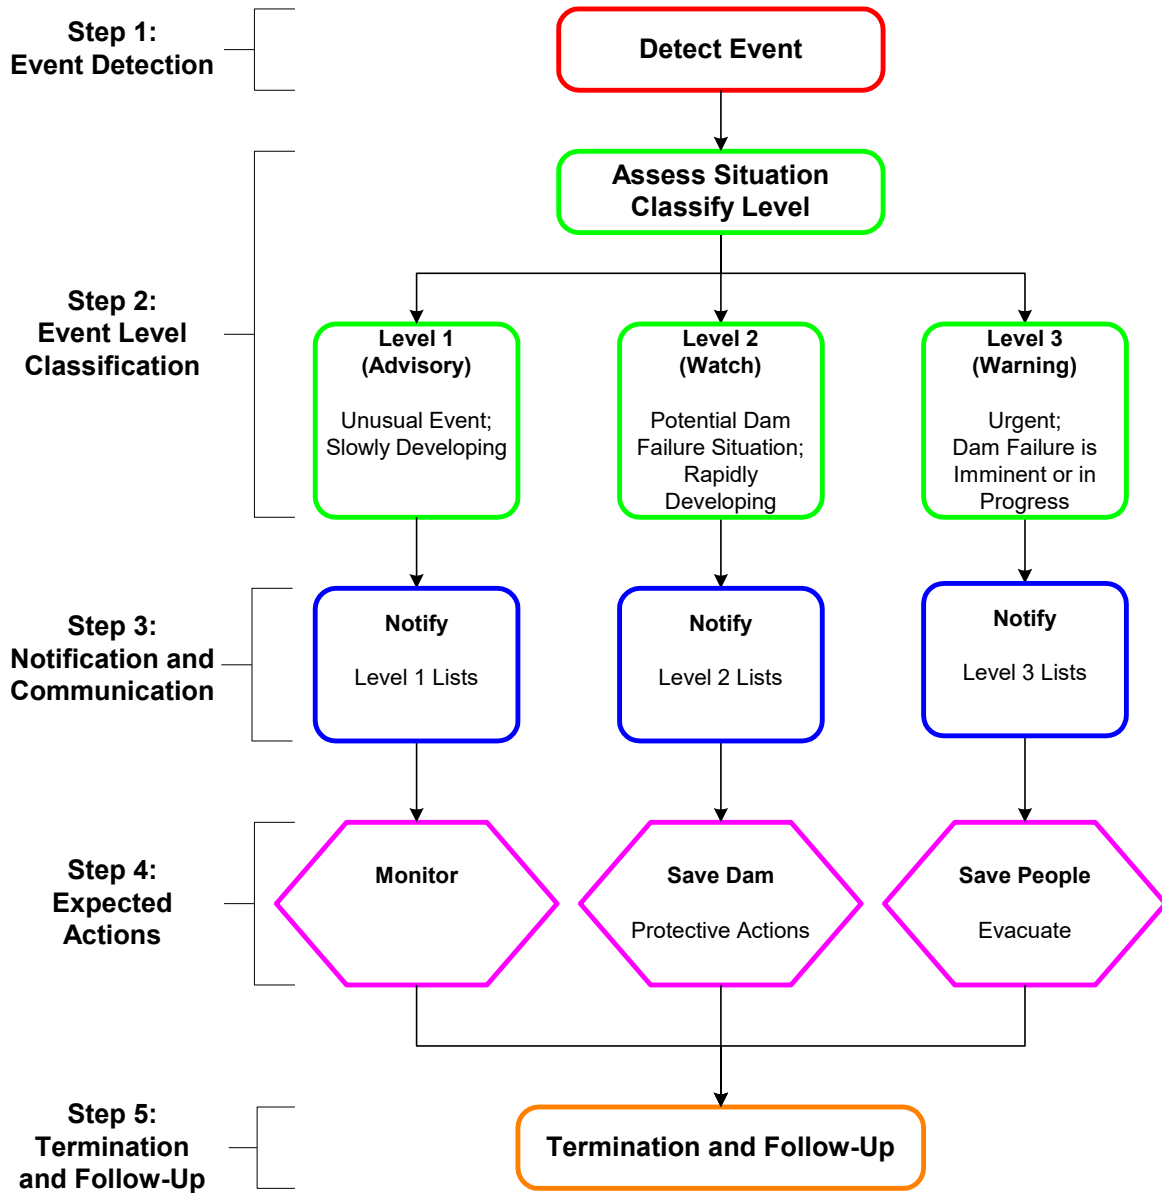 Step 1:
Event Detection
Detect Event
Step 2:
Event Level
Classification
Assess Situation
Classify Level
Level 1
(Advisory)
Unusual Event;
Slowly Developing
Level 2
(Watch)
Potential Dam
Failure Situation;
Rapidly
Developing
Level 3
(Warning)
Urgent;
Dam Failure is
Imminent or in
Progress
Step 3:
Notification and
Communication
Notify
Level 1 Lists
Notify
Level 2 Lists
Notify
Level 3 Lists
Step 4:
Expected
Actions
Monitor
Save Dam
Protective Actions
Save People
Evacuate
Step 5:
Termination
and Follow-Up
Termination and Follow-Up